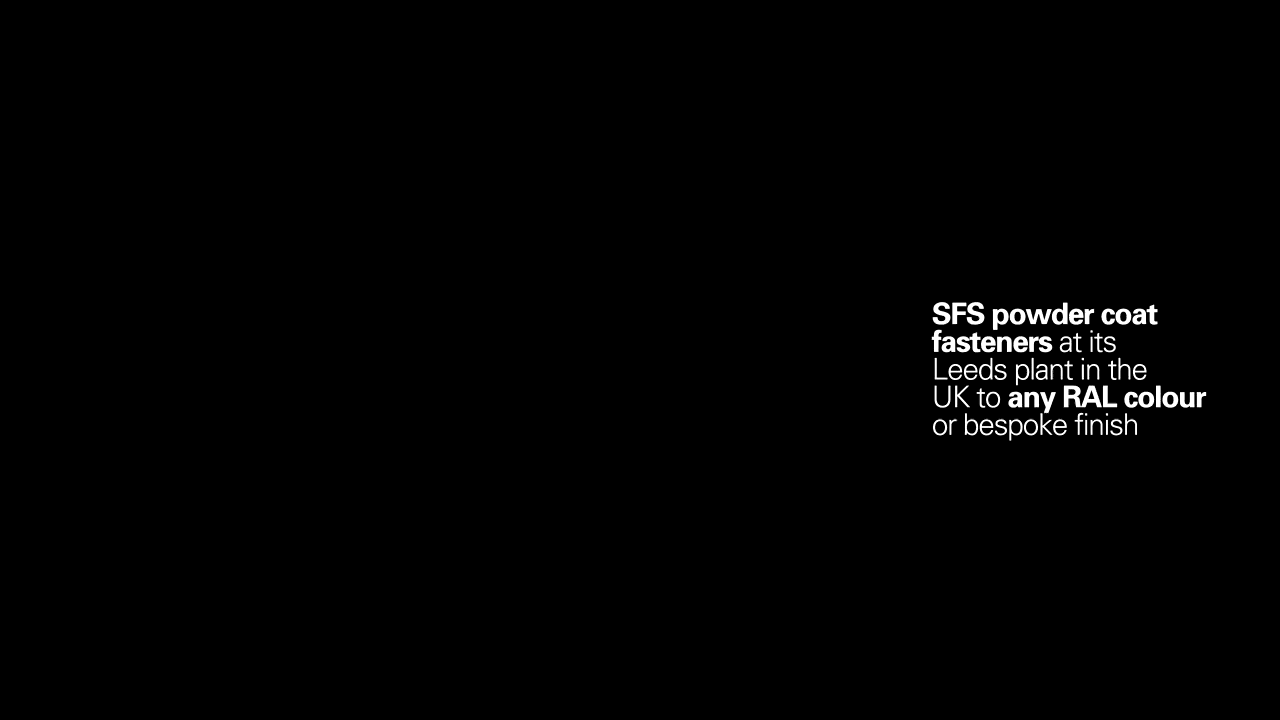 SFS powder coat
fasteners at its
Leeds plant in the
UK to any RAL colour
or bespoke finish